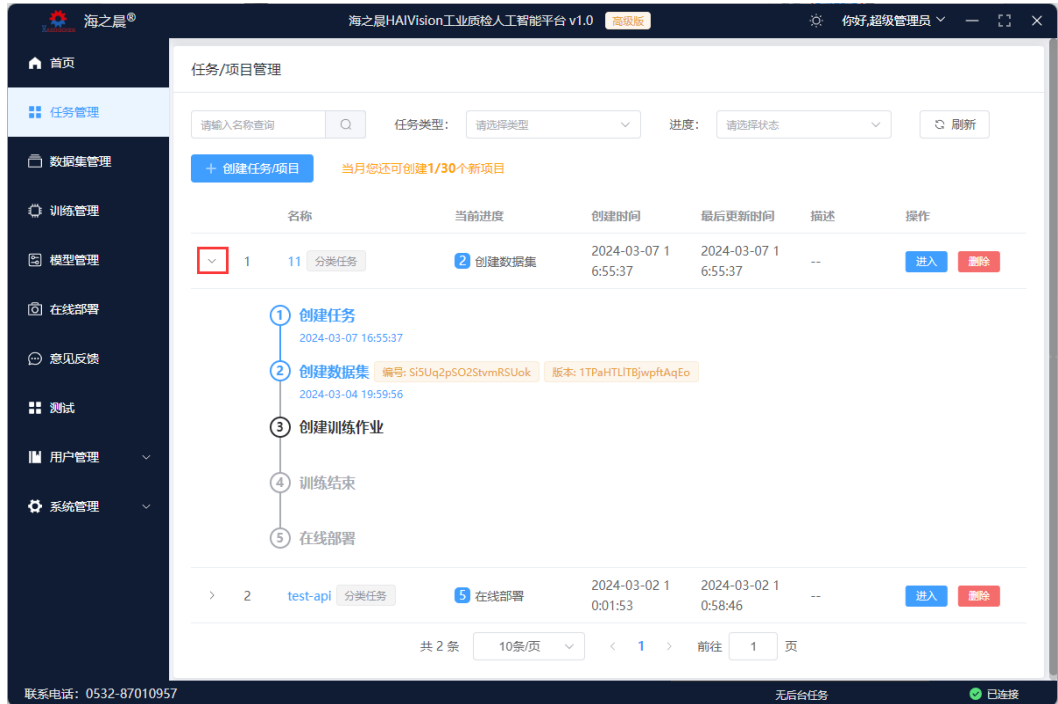 海之晨® 海之晨HAIVision工业质检人工智能平台 v1.0 高级版 你好,超级管理员
首页
任务管理
数据集管理
训练管理
模型管理
在线部署
意见反馈
测试
用户管理
系统管理
任务/项目管理
请输入名称查询 任务类型： 请选择类型 进度： 请选择状态 刷新
+ 创建任务/项目 当月您还可创建1/30个新项目
名称 当前进度 创建时间 最后更新时间 描述 操作
1 11 分类任务 2 创建数据集 2024-03-07 1 2024-03-07 1 -- 进入 删除
6:55:37 6:55:37
1 创建任务
2024-03-07 16:55:37
2 创建数据集 编号: Si5Uq2pSO2StvmRSUok 版本: 1TPaHTLlTBjwpftAqEo
2024-03-04 19:59:56
3 创建训练作业
4 训练结束
5 在线部署
2 test-api 分类任务 5 在线部署 2024-03-02 1 2024-03-02 1 -- 进入 删除
0:01:53 0:58:46
共 2 条 10条/页 1 前往 1 页
联系电话：0532-87010957 无后台任务 已连接